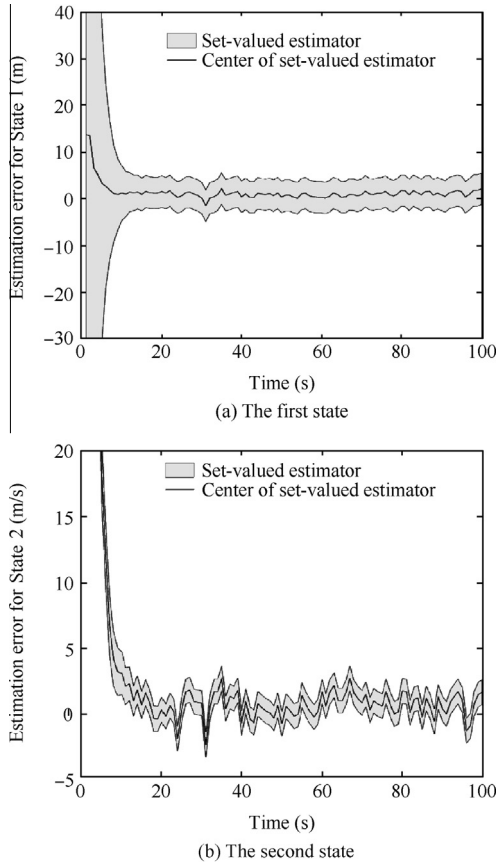 Estimation error for State 1 (m)
40
30
20
10
0
−10
−20
−30
Set-valued estimator
Center of set-valued estimator
0 20 40 60 80 100
Time (s)
(a) The first state
Estimation error for State 2 (m/s)
20
15
10
5
0
−5
Set-valued estimator
Center of set-valued estimator
0 20 40 60 80 100
Time (s)
(b) The second state